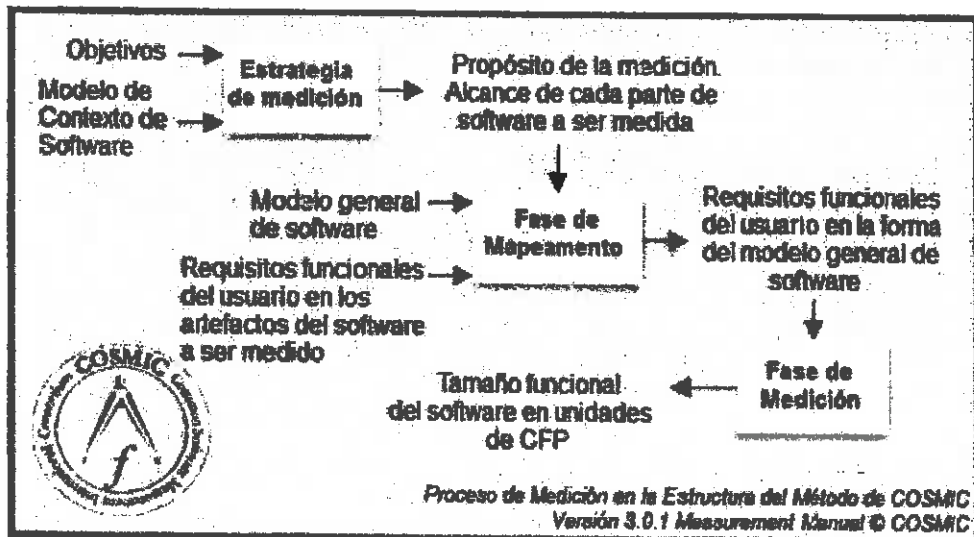 Objetivos
Modelo de
Contexto de
Software
Estrategia
de medición
Propósito de la medición.
Alcance de cada parte de
software a ser medida
Modelo general
de software
Requisitos funcionales
del usuario en los
artefactos del software
a ser medido
Fase de
Mapeamento
Requisitos funcionales
del usuario en la forma
del modelo general de
software
Fase de
Medición
Tamaño funcional
del software en unidades
de CFP
COSMIC
f
Proceso de Medición en la Estructura del Método de COSMIC
Versión 3.0.1 Measurement Manual © COSMIC